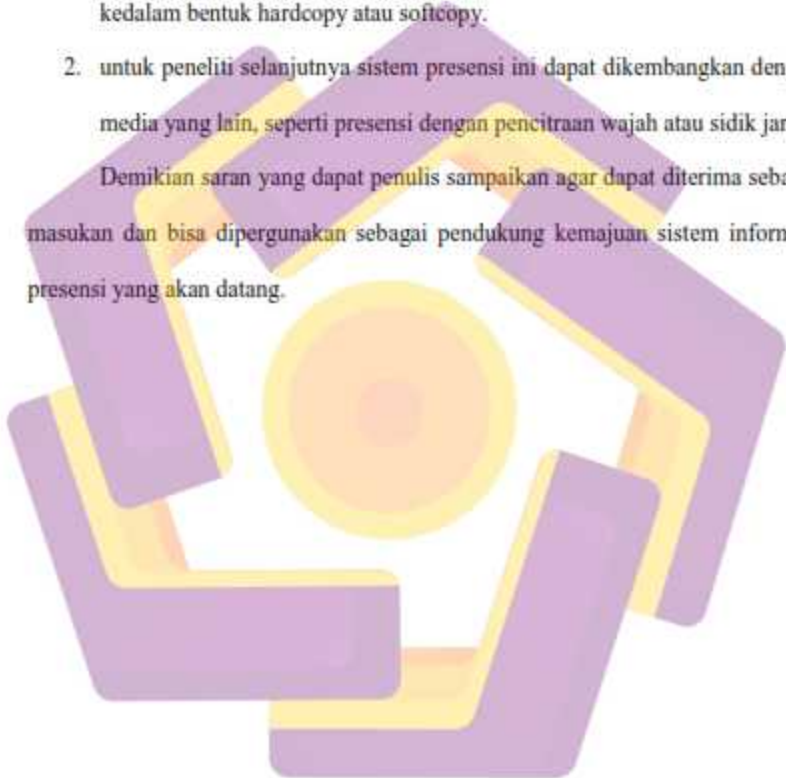 kedalam bentuk hardcopy atau softcopy.
2. untuk peneliti selanjutnya sistem presensi ini dapat dikembangkan den
media yang lain, seperti presensi dengan pencitraan wajah atau sidik jar
Demikian saran yang dapat penulis sampaikan agar dapat diterima seba
masukan dan bisa dipergunakan sebagai pendukung kemajuan sistem inform
presensi yang akan datang.